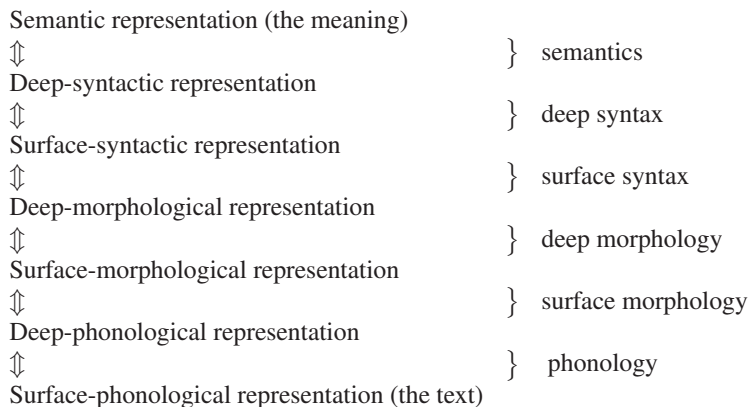 Semantic representation (the meaning)
⇕ } semantics
Deep-syntactic representation
⇕ } deep syntax
Surface-syntactic representation
⇕ } surface syntax
Deep-morphological representation
⇕ } deep morphology
Surface-morphological representation
⇕ } surface morphology
Deep-phonological representation
⇕ } phonology
Surface-phonological representation (the text)